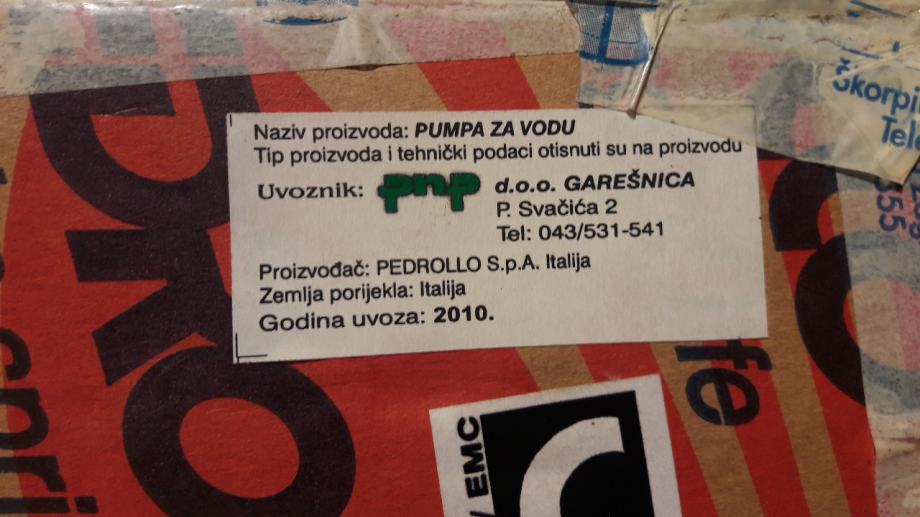 Naziv proizvoda: PUMPA ZA VODU
Tip proizvoda i tehnički podaci otisnuti su na proizvodu
Uvoznik: pnp d.o.o. GAREŠNICA
P. Svačića 2
Tel: 043/531-541
Proizvođač: PEDROLLO S.p.A. Italija
Zemlja porijekla: Italija
Godina uvoza: 2010.
EMC